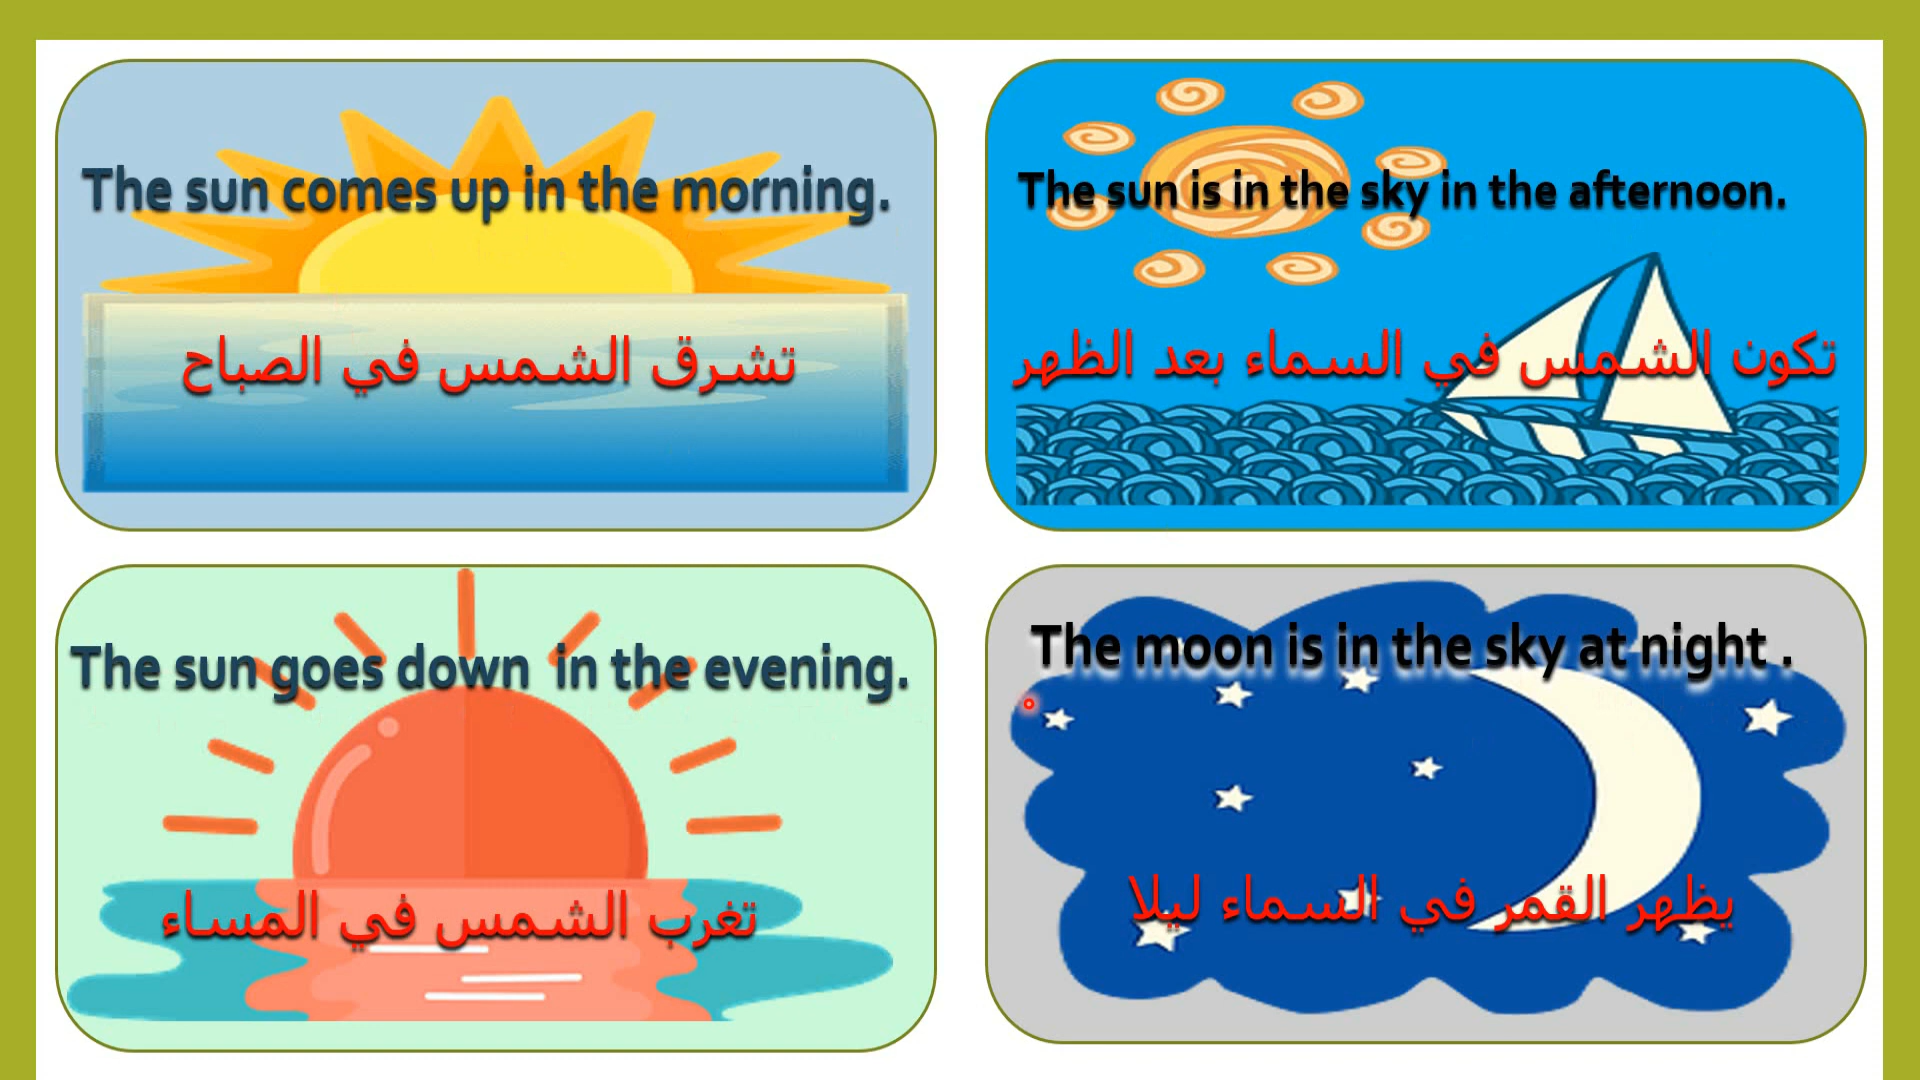 The sun comes up in the morning.
تشرق الشمس في الصباح
The sun is in the sky in the afternoon.
تكون الشمس في السماء بعد الظهر
The sun goes down in the evening.
تغرب الشمس في المساء
The moon is in the sky at night .
يظهر القمر في السماء ليلا